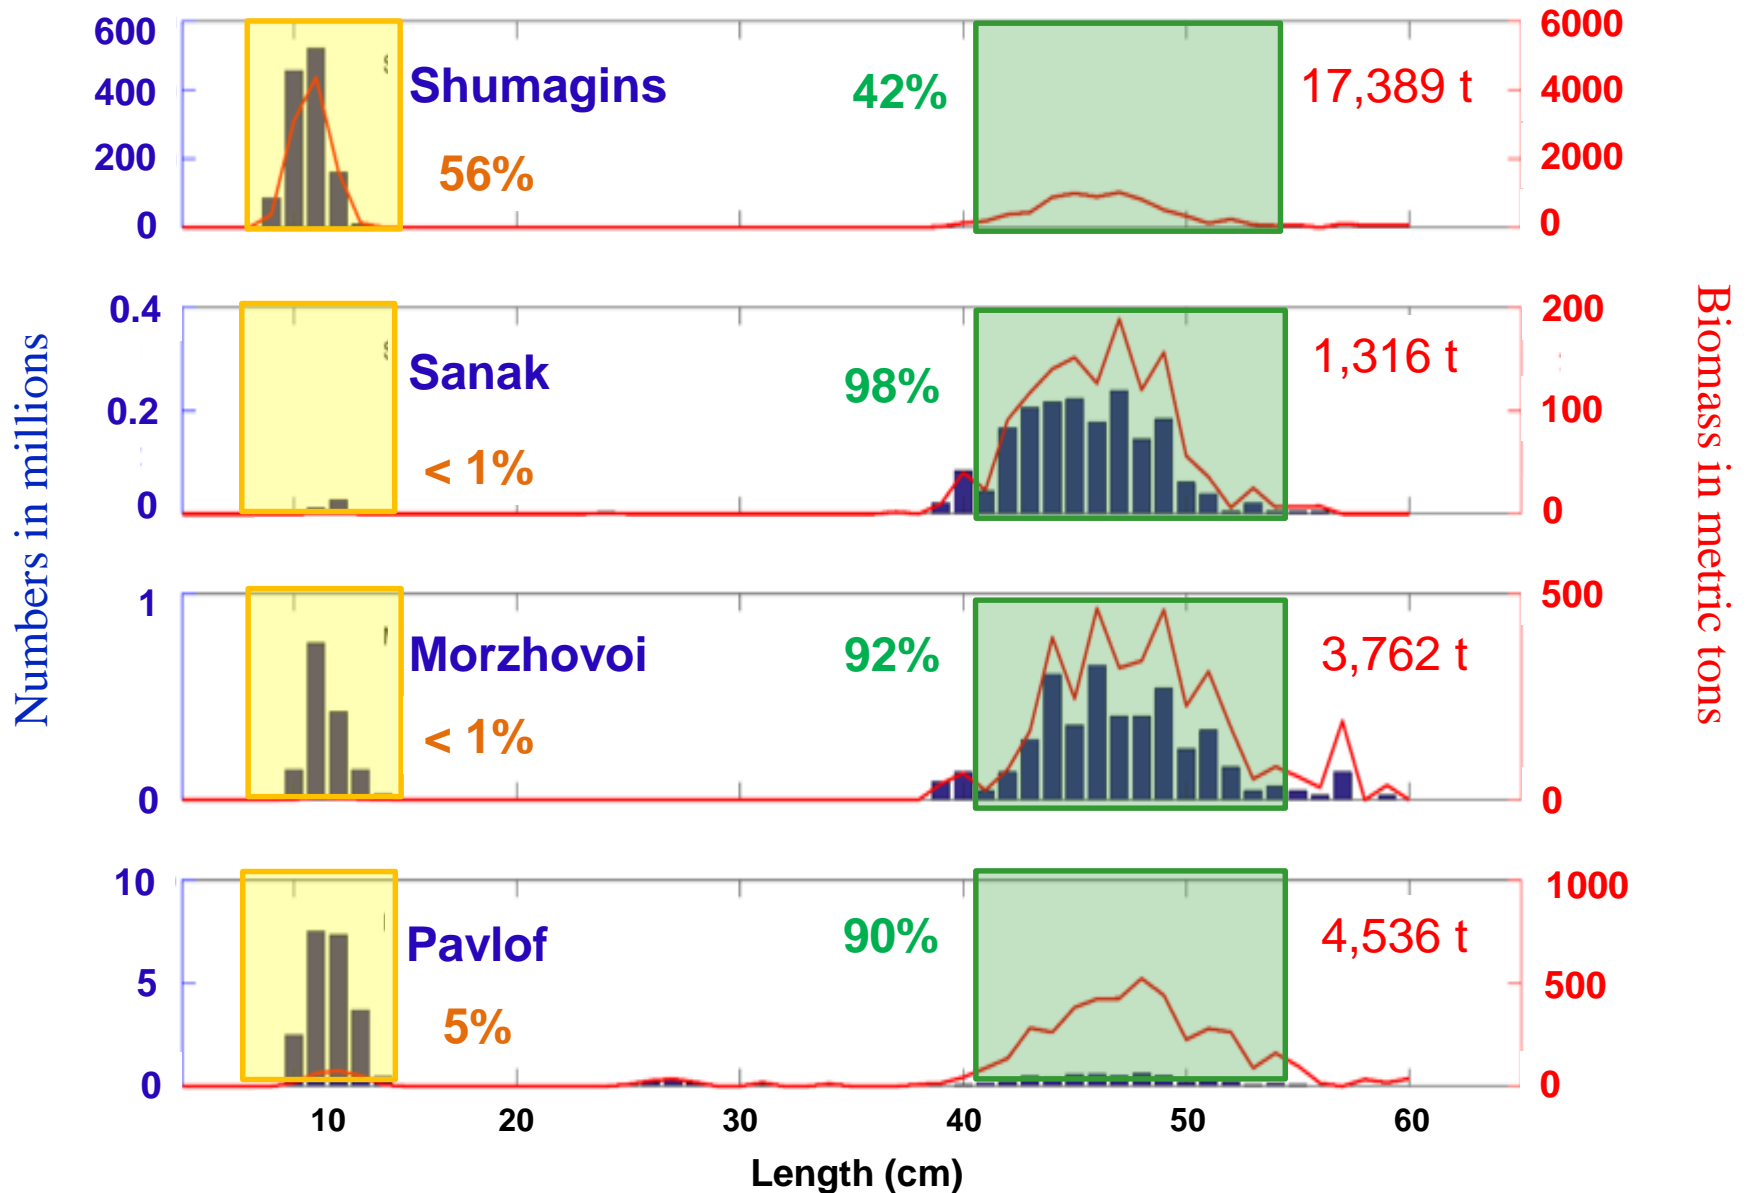 600
400
200
0
Shumagins
56%
42%
17,389 t
6000
4000
2000
0
0.4
0.2
0
Sanak
< 1%
98%
1,316 t
200
100
0
1
0
Morzhovoi
< 1%
92%
3,762 t
500
0
10
5
0
Pavlof
5%
90%
4,536 t
1000
500
0
10 20 30 40 50 60
Length (cm)
Numbers in millions
Biomass in metric tons